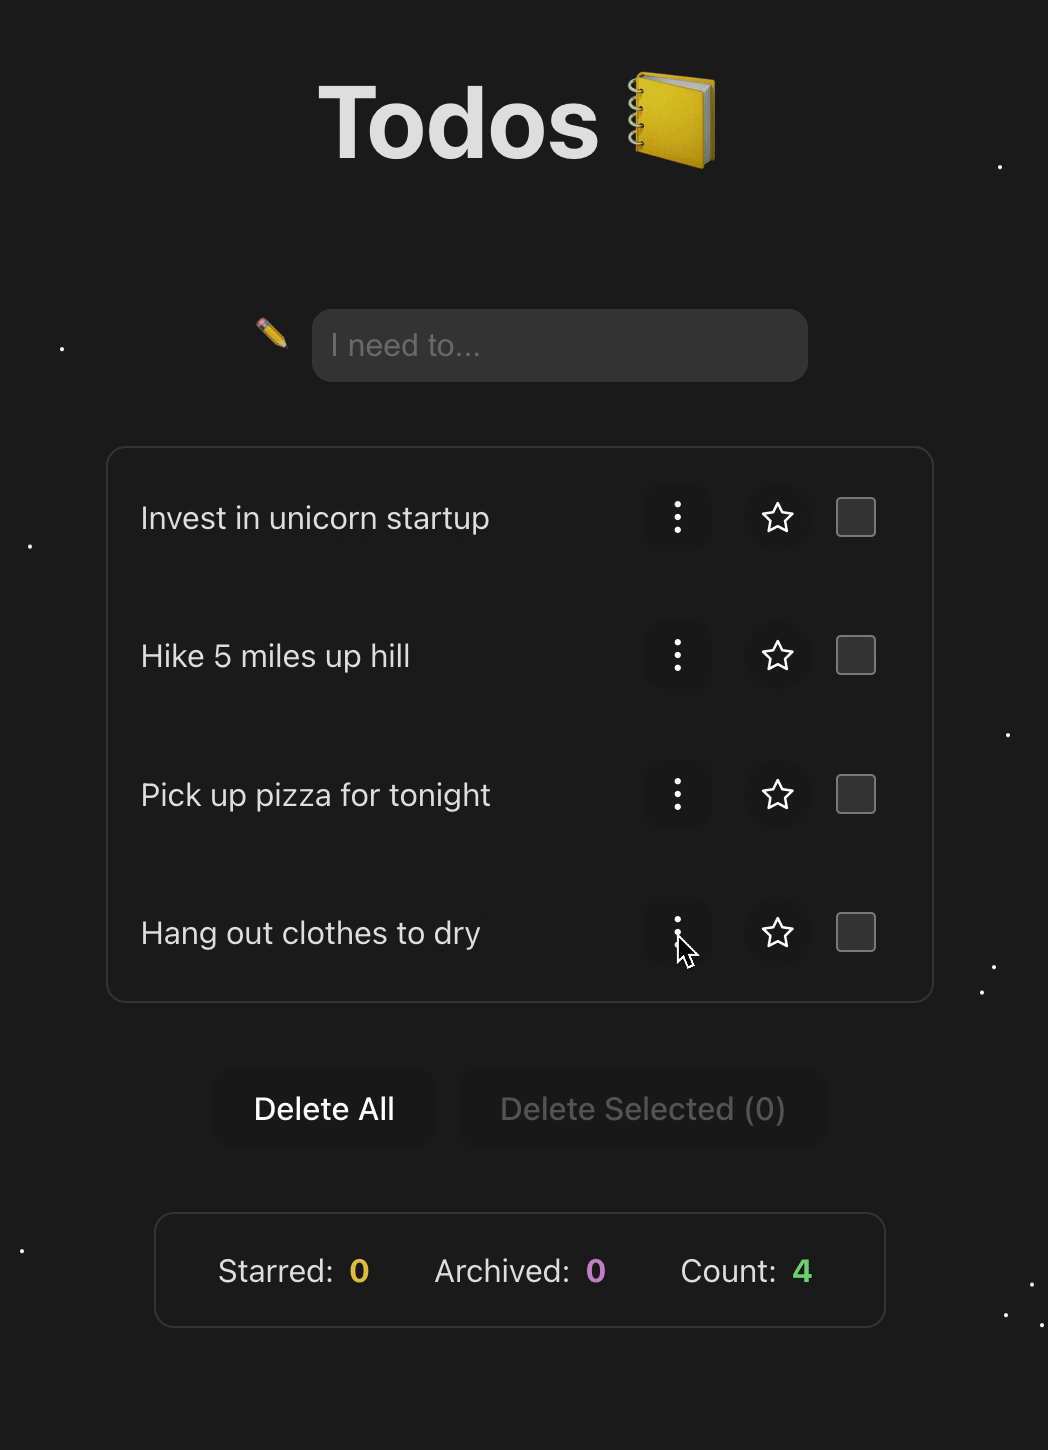 Todos
I need to...
Invest in unicorn startup
Hike 5 miles up hill
Pick up pizza for tonight
Hang out clothes to dry
Delete All Delete Selected (0)
Starred: 0 Archived: 0 Count: 4